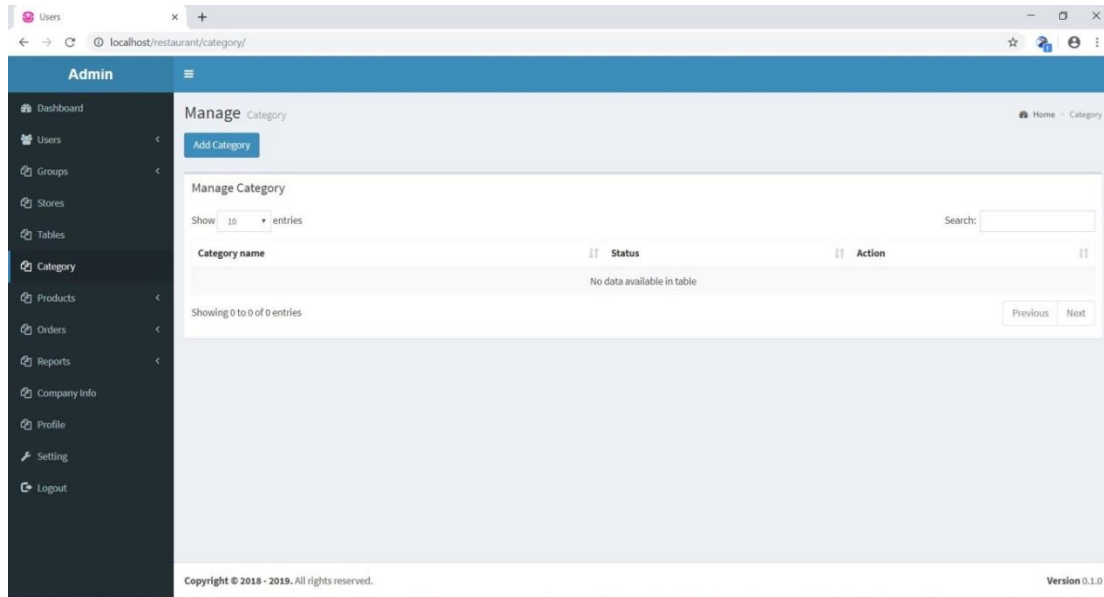 Users
localhost/restaurant/category/
Admin
Dashboard
Users
Groups
Stores
Tables
Category
Products
Orders
Reports
Company Info
Profile
Setting
Logout
Manage Category
Home > Category
Add Category
Manage Category
Show 10 entries
Search:
Category name Status Action
No data available in table
Showing 0 to 0 of 0 entries
Previous Next
Copyright © 2018 - 2019. All rights reserved.
Version 0.1.0